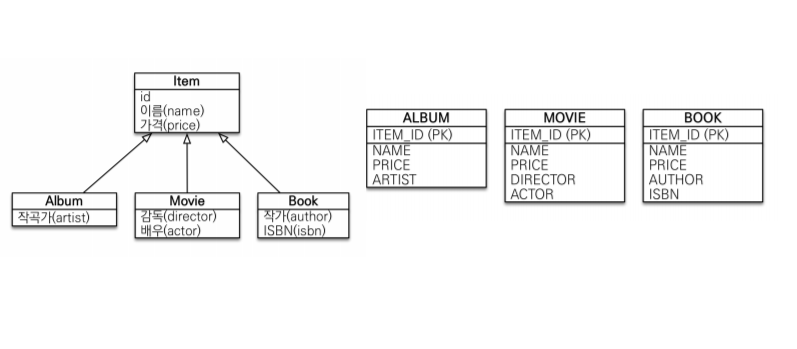 Item
id
이름(name)
가격(price)
Album
작곡가(artist)
Movie
감독(director)
배우(actor)
Book
작가(author)
ISBN(isbn)
ALBUM
ITEM_ID (PK)
NAME
PRICE
ARTIST
MOVIE
ITEM_ID (PK)
NAME
PRICE
DIRECTOR
ACTOR
BOOK
ITEM_ID (PK)
NAME
PRICE
AUTHOR
ISBN